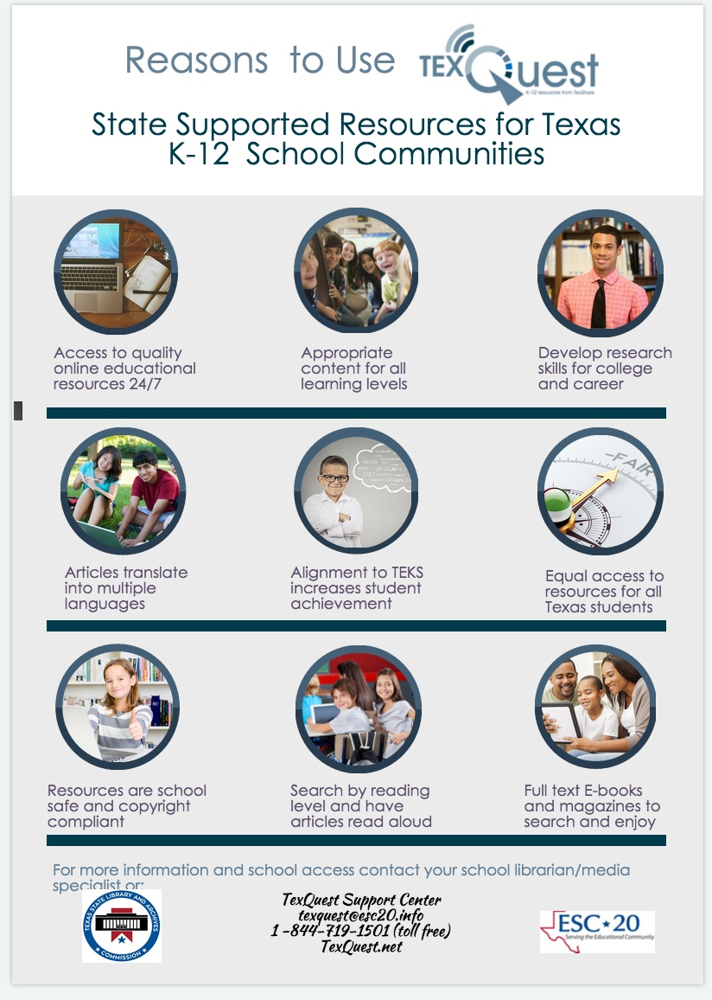 Reasons to Use
TEXQuest
K-12 resources from TexShare
State Supported Resources for Texas
K-12 School Communities
Access to quality
online educational
resources 24/7
Appropriate
content for all
learning levels
Develop research
skills for college
and career
DESIGNER
CHEF
JOURNALIST
-FAIR
Articles translate
into multiple
languages
Alignment to TEKS
increases student
achievement
Equal access to
resources for all
Texas students
Resources are school
safe and copyright
compliant
Search by reading
level and have
articles read aloud
Full text E-books
and magazines to
search and enjoy
For more information and school access contact your school librarian/media
specialist or:
TEXAS STATE LIBRARY AND ARCHIVES
COMMISSION
TexQuest Support Center
texquest@esc20.info
1 -844-719-1501 (toll free)
TexQuest.net
ESC★20
Serving the Educational Community